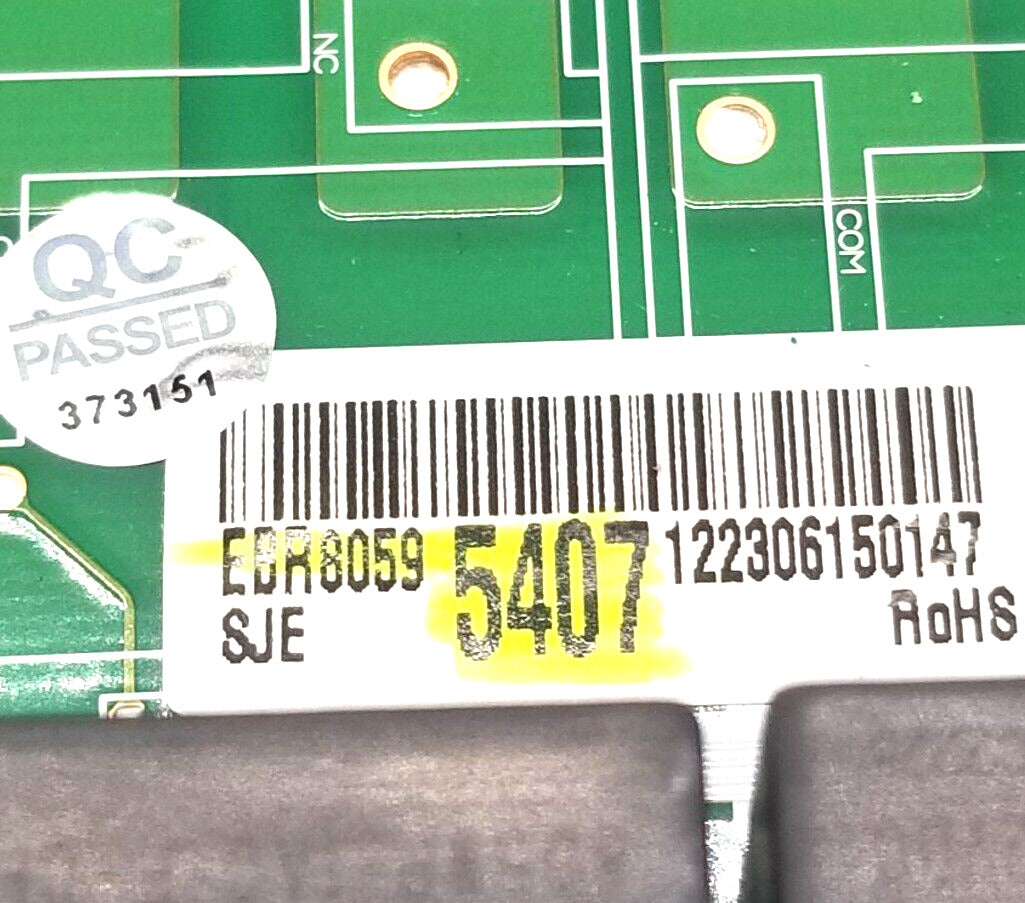 NC
COM
QC
PASSED
373151
EBR8059 5407 122306150147
SJE
RoHS